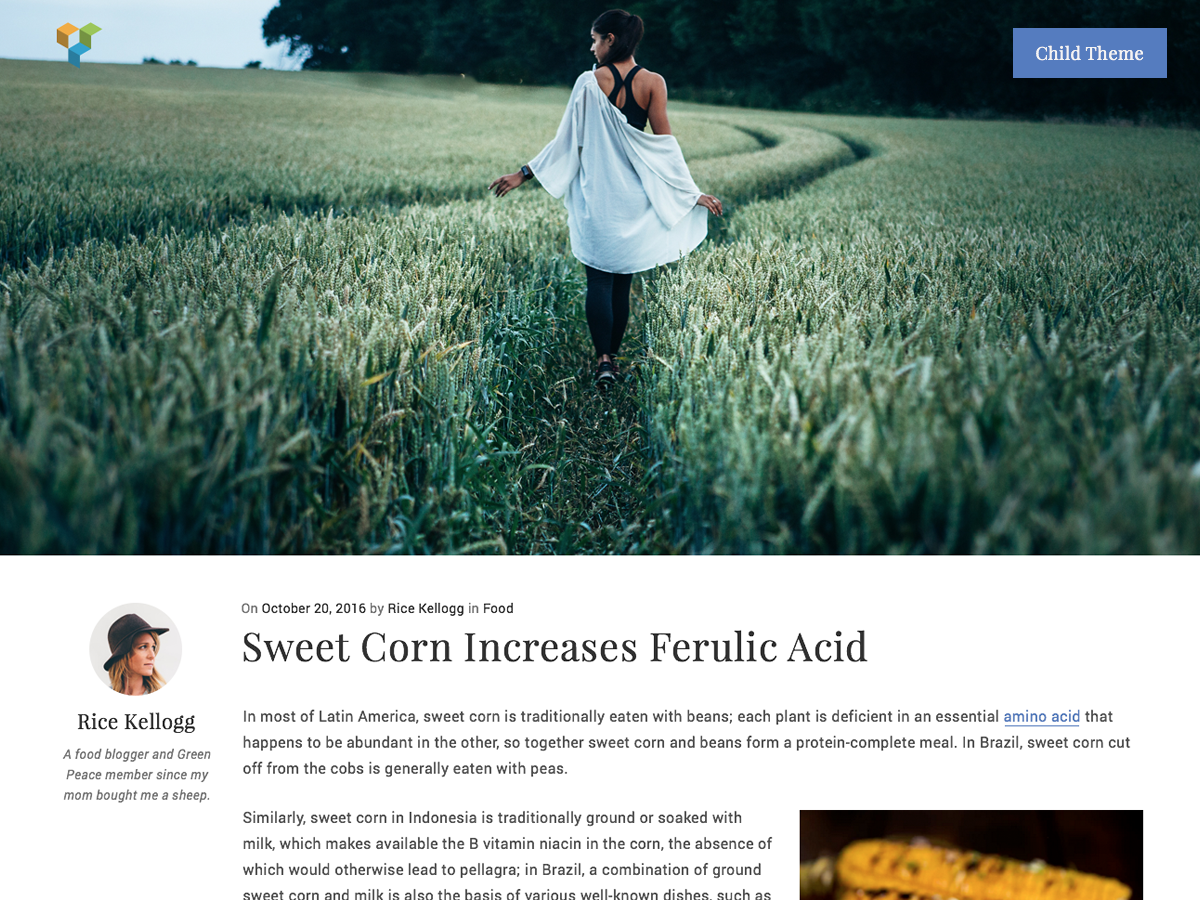 Child Theme
On October 20, 2016 by Rice Kellogg in Food
Sweet Corn Increases Ferulic Acid
Rice Kellogg
A food blogger and Green
Peace member since my
mom bought me a sheep.
In most of Latin America, sweet corn is traditionally eaten with beans; each plant is deficient in an essential amino acid that
happens to be abundant in the other, so together sweet corn and beans form a protein-complete meal. In Brazil, sweet corn cut
off from the cobs is generally eaten with peas.
Similarly, sweet corn in Indonesia is traditionally ground or soaked with
milk, which makes available the B vitamin niacin in the corn, the absence of
which would otherwise lead to pellagra; in Brazil, a combination of ground
sweet corn and milk is also the basis of various well-known dishes, such as